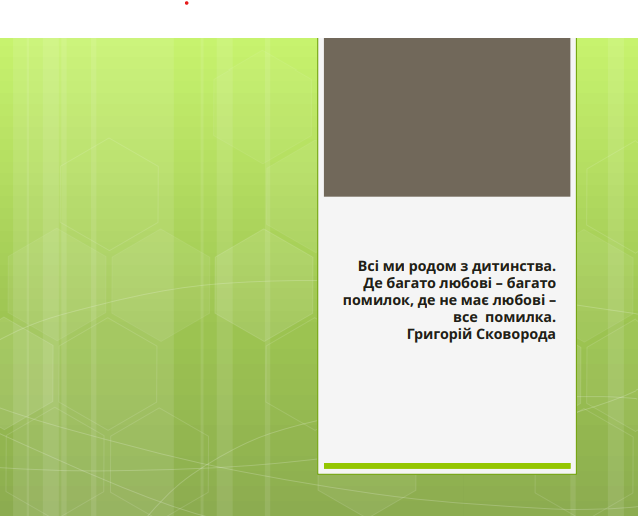 Всі ми родом з дитинства.
Де багато любові – багато
помилок, де не має любові –
все  помилка.
Григорій Сковорода